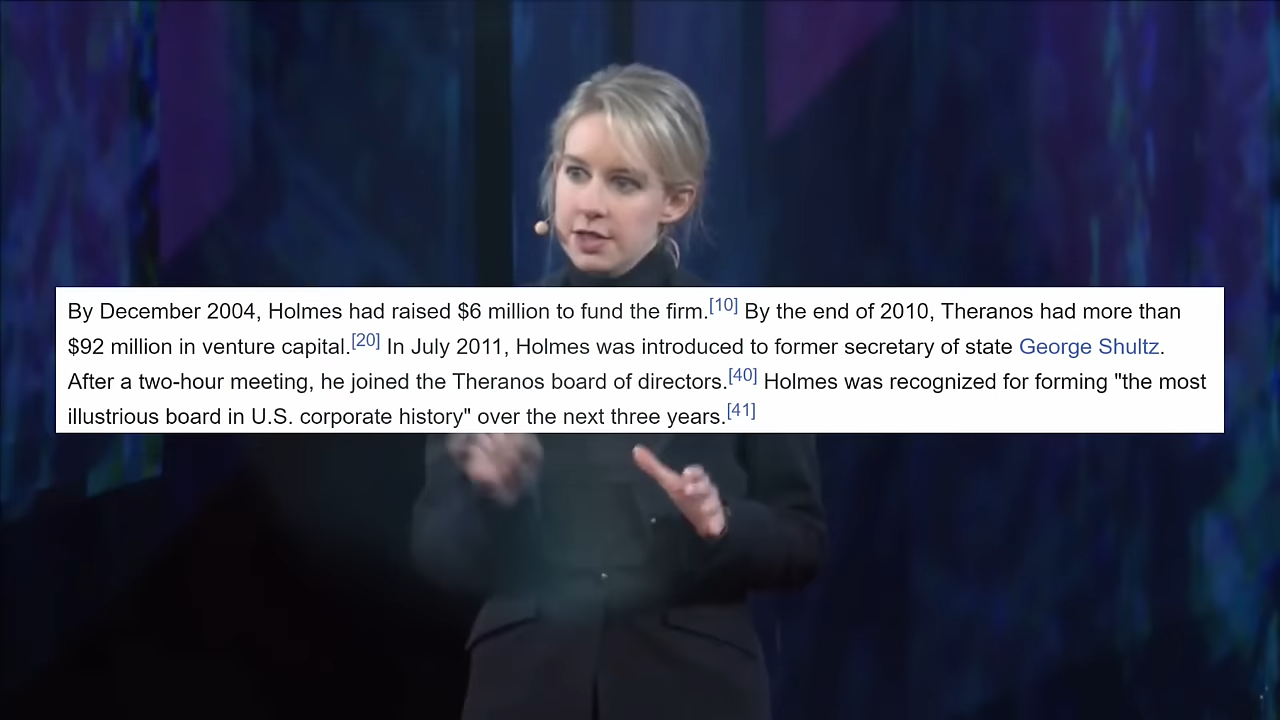 By December 2004, Holmes had raised $6 million to fund the firm.[10] By the end of 2010, Theranos had more than
$92 million in venture capital.[20] In July 2011, Holmes was introduced to former secretary of state George Shultz.
After a two-hour meeting, he joined the Theranos board of directors.[40] Holmes was recognized for forming "the most
illustrious board in U.S. corporate history" over the next three years.[41]